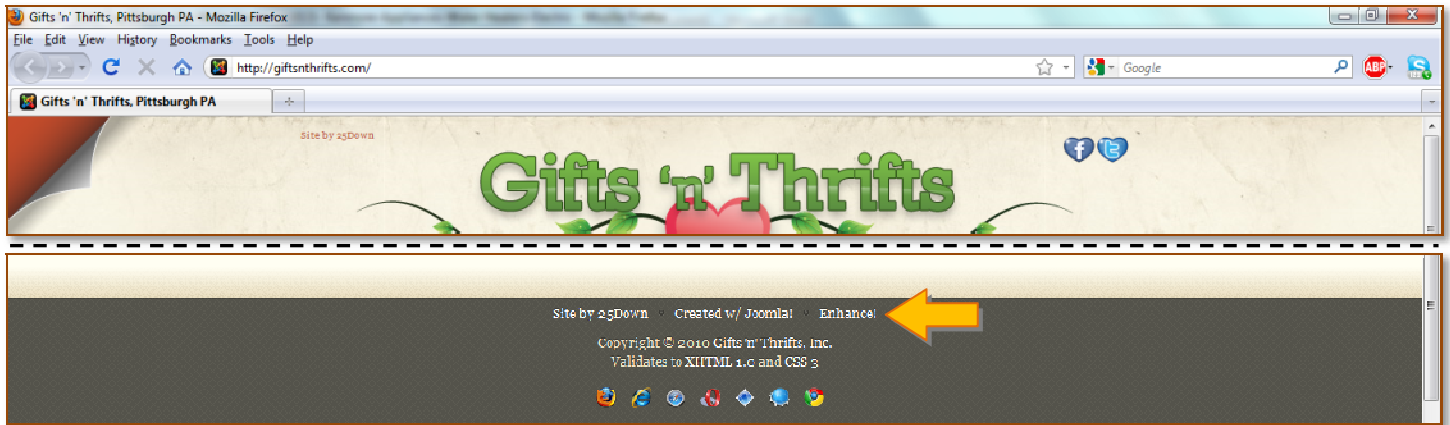 Gifts 'n' Thrifts, Pittsburgh PA - Mozilla Firefox
File Edit View History Bookmarks Tools Help
http://giftsnthrifts.com/
Google
ABP
Gifts 'n' Thrifts, Pittsburgh PA
Site by 25Down
Gifts 'n' Thrifts
Site by 25Down Created w/ Joomla! Enhance!
Copyright © 2010 Gifts 'n' Thrifts, Inc.
Validates to XHTML 1.0 and CSS 3